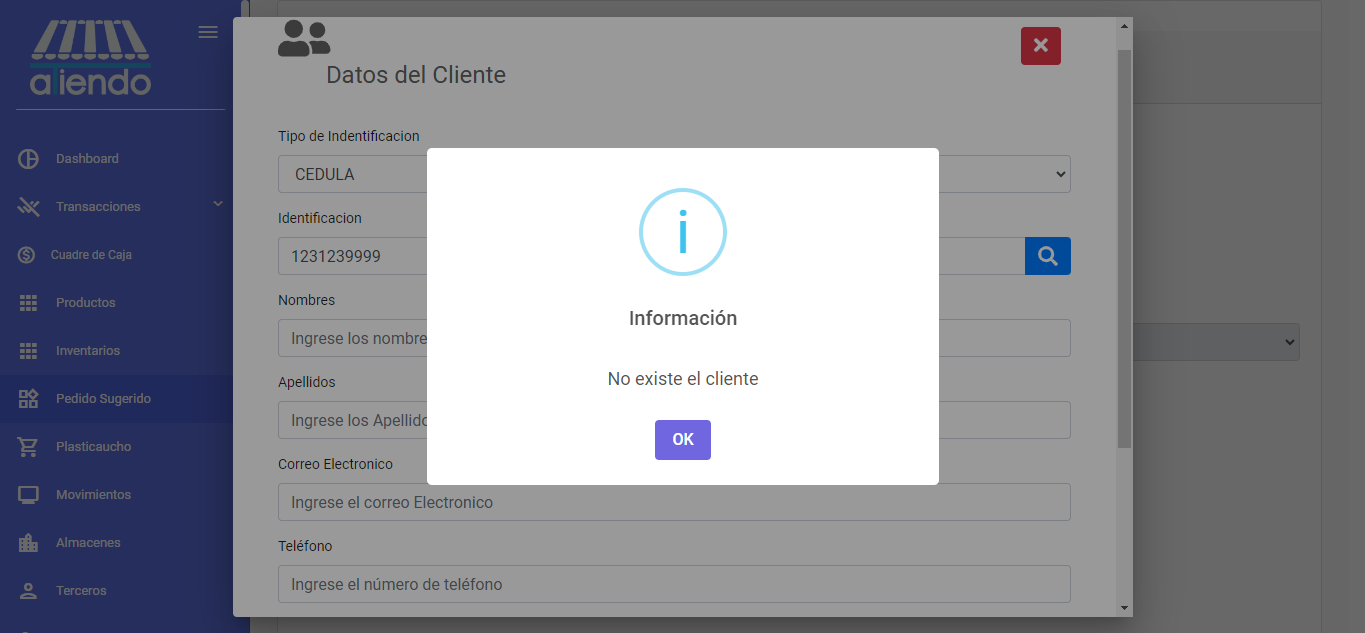 aTiendo
Dashboard
Transacciones
Cuadre de Caja
Productos
Inventarios
Pedido Sugerido
Plasticaucho
Movimientos
Almacenes
Terceros
Datos del Cliente
Tipo de Indentificacion
CEDULA
Identificacion
1231239999
Nombres
Ingrese los nombre
Apellidos
Ingrese los Apellido
Correo Electronico
Ingrese el correo Electronico
Teléfono
Ingrese el número de teléfono
i
Información
No existe el cliente
OK